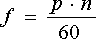 f = p · n / 60